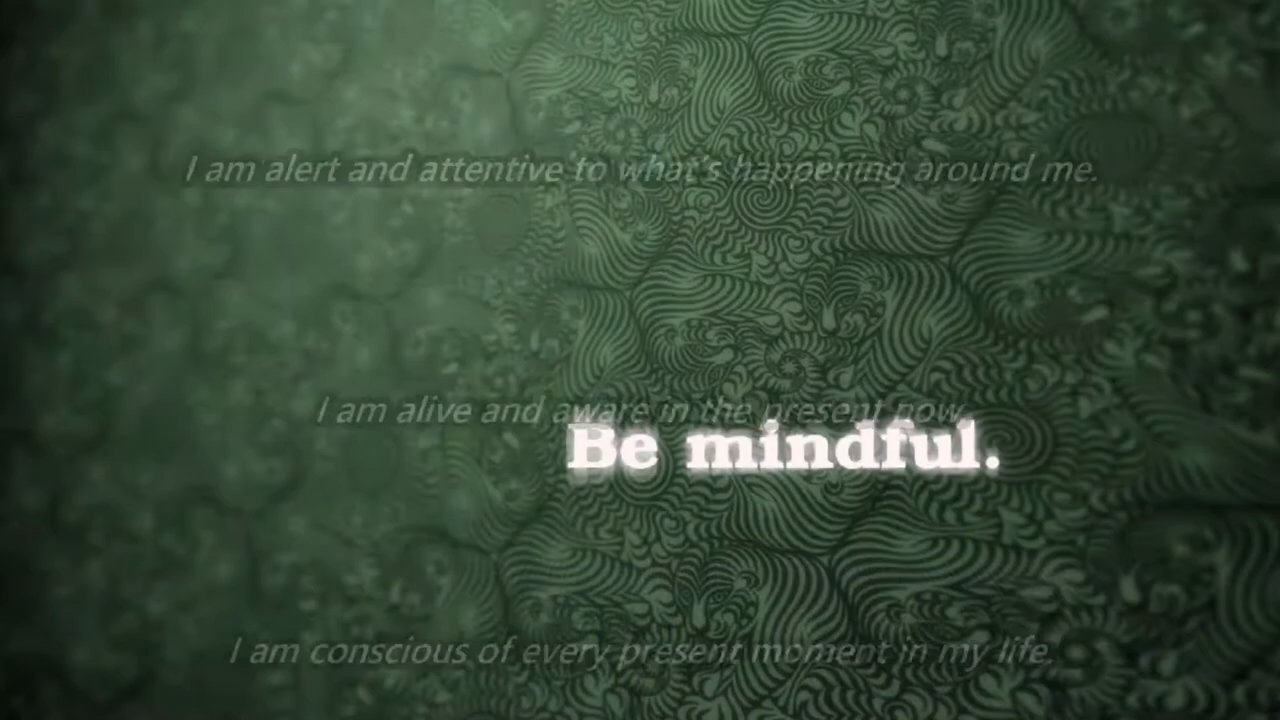 I am alert and attentive to what's happening around me.
I am alive and aware in the present now.
Be mindful.
I am conscious of every present moment in my life.